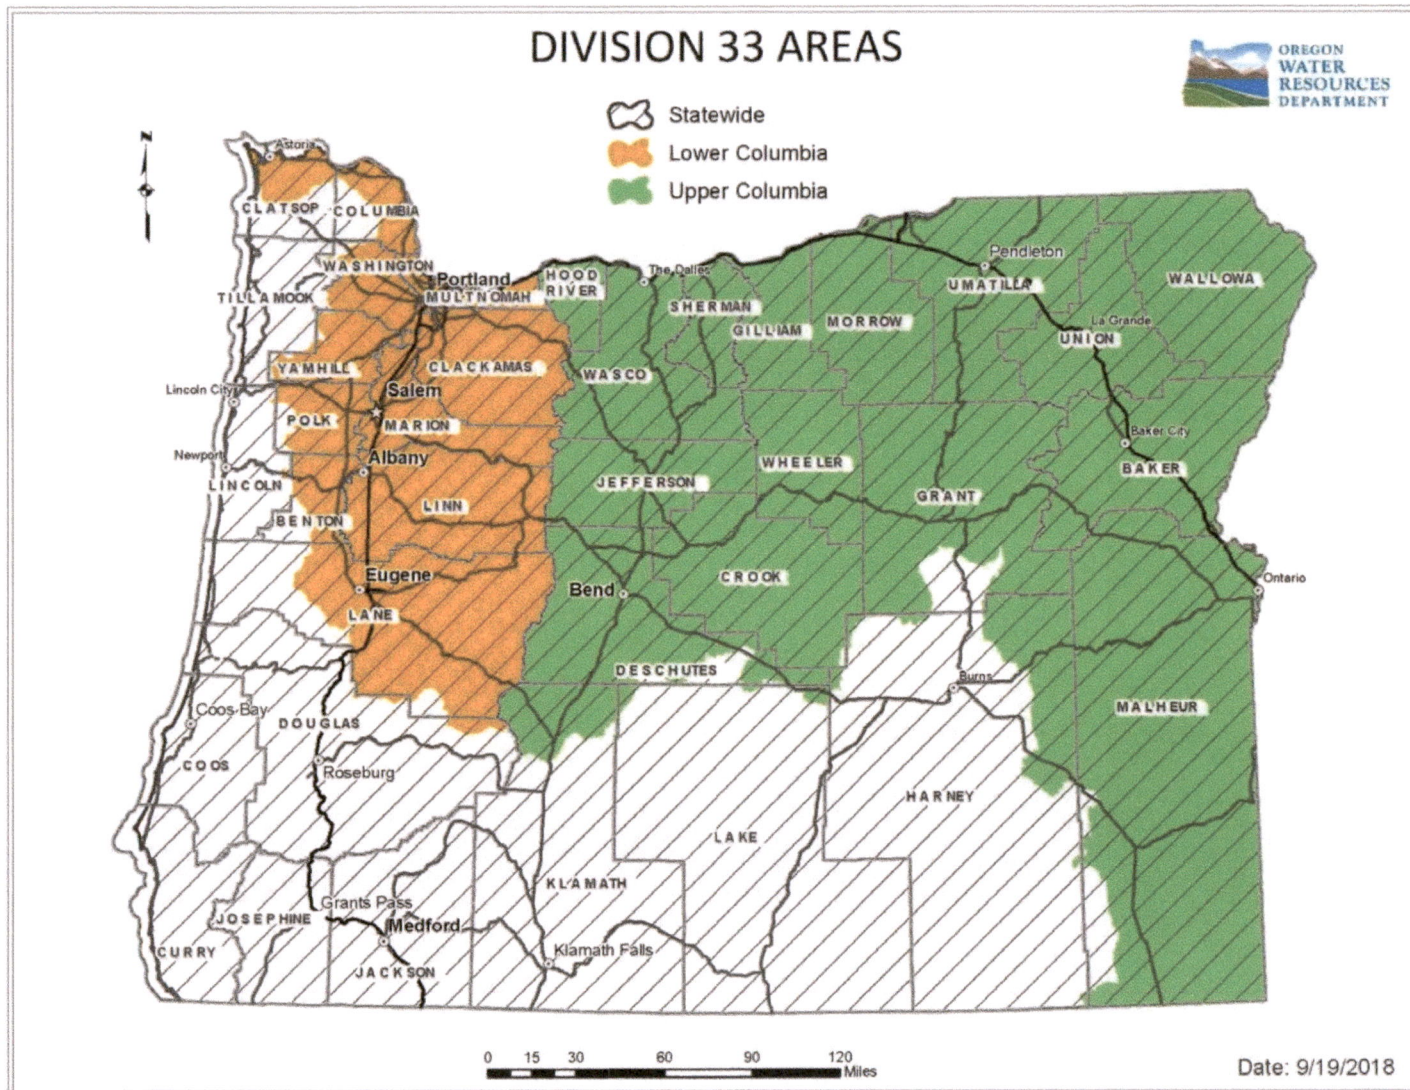 DIVISION 33 AREAS
OREGON
WATER
RESOURCES
DEPARTMENT
Statewide
Lower Columbia
Upper Columbia
N
Astoria
CLATSOP
COLUMBIA
WASHINGTON
Portland
HOOD
RIVER
The Dalles
Pendleton
TILLAMOOK
MULTNOMAH
SHERMAN
UMATILLA
WALLOWA
GILLIAM
MORROW
La Grande
UNION
YAMHILL
CLACKAMAS
WASCO
Lincoln City
Salem
POLK
MARION
Baker City
Newport
Albany
WHEELER
BAKER
LINCOLN
JEFFERSON
GRANT
LINN
BENTON
Eugene
CROOK
Ontario
Bend
LANE
DESCHUTES
Burns
MALHEUR
Coos Bay
DOUGLAS
COOS
Roseburg
HARNEY
LAKE
KLAMATH
Grants Pass
JOSEPHINE
Medford
CURRY
Klamath Falls
JACKSON
0 15 30 60 90 120
Miles
Date: 9/19/2018